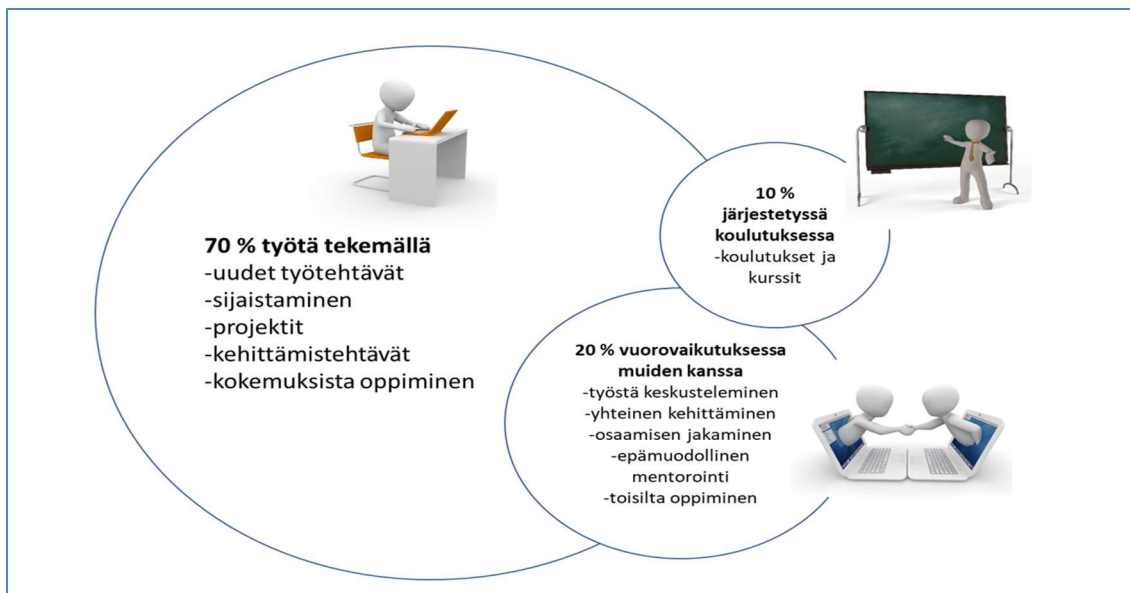 70 % työtä tekemällä
-uudet työtehtävät
-sijaistaminen
-projektit
-kehittämistehtävät
-kokemuksista oppiminen
10 %
järjestetyssä
koulutuksessa
-koulutukset ja
kurssit
20 % vuorovaikutuksessa
muiden kanssa
-työstä keskusteleminen
-yhteinen kehittäminen
-osaamisen jakaminen
-epämuodollinen
mentorointi
-toisilta oppiminen